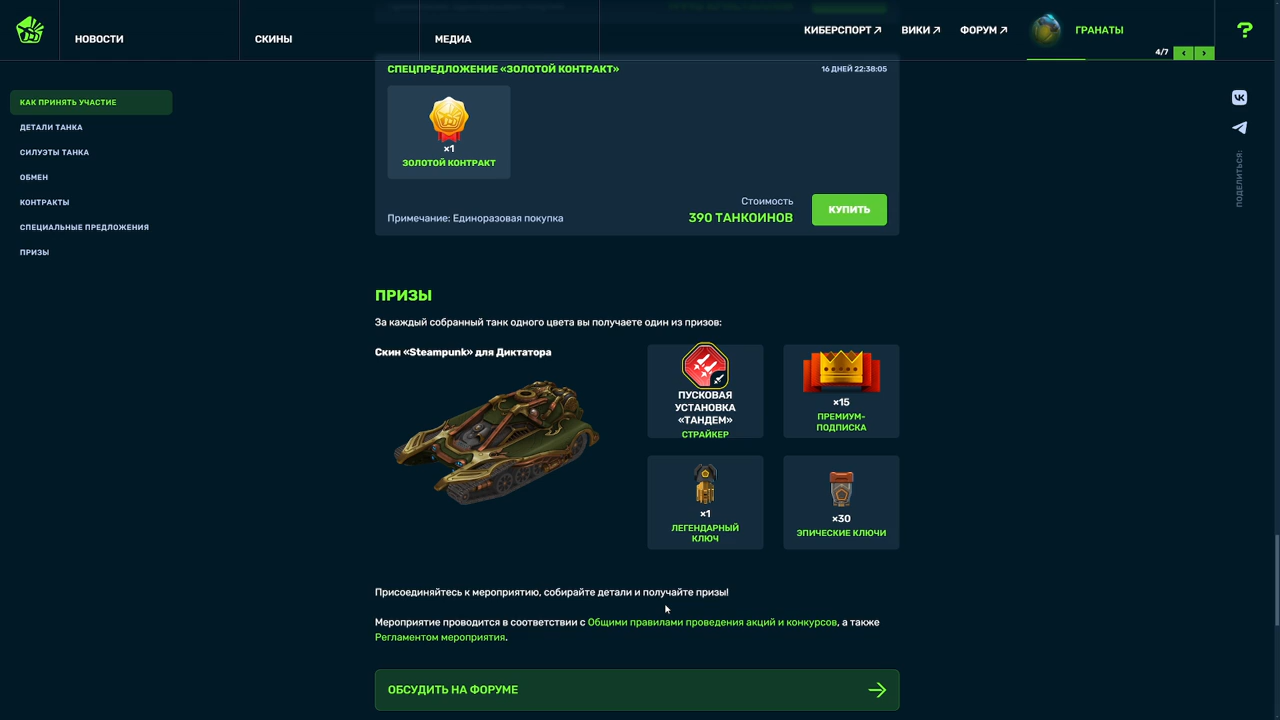 НОВОСТИ
СКИНЫ
МЕДИА
КИБЕРСПОРТ
ВИКИ
ФОРУМ
ГРАНАТЫ
4/7
?
КАК ПРИНЯТЬ УЧАСТИЕ
ДЕТАЛИ ТАНКА
СИЛУЭТЫ ТАНКА
ОБМЕН
КОНТРАКТЫ
СПЕЦИАЛЬНЫЕ ПРЕДЛОЖЕНИЯ
ПРИЗЫ
ПОДЕЛИТЬСЯ:
СПЕЦПРЕДЛОЖЕНИЕ «ЗОЛОТОЙ КОНТРАКТ»
16 ДНЕЙ 22:38:05
×1
ЗОЛОТОЙ КОНТРАКТ
Примечание: Единоразовая покупка
Стоимость
390 ТАНКОИНОВ
КУПИТЬ
ПРИЗЫ
За каждый собранный танк одного цвета вы получаете один из призов:
Скин «Steampunk» для Диктатора
ПУСКОВАЯ
УСТАНОВКА
«ТАНДЕМ»
СТРАЙКЕР
×15
ПРЕМИУМ-
ПОДПИСКА
×1
ЛЕГЕНДАРНЫЙ
КЛЮЧ
×30
ЭПИЧЕСКИЕ КЛЮЧИ
Присоединяйтесь к мероприятию, собирайте детали и получайте призы!
Мероприятие проводится в соответствии с Общими правилами проведения акций и конкурсов, а также
Регламентом мероприятия.
ОБСУДИТЬ НА ФОРУМЕ